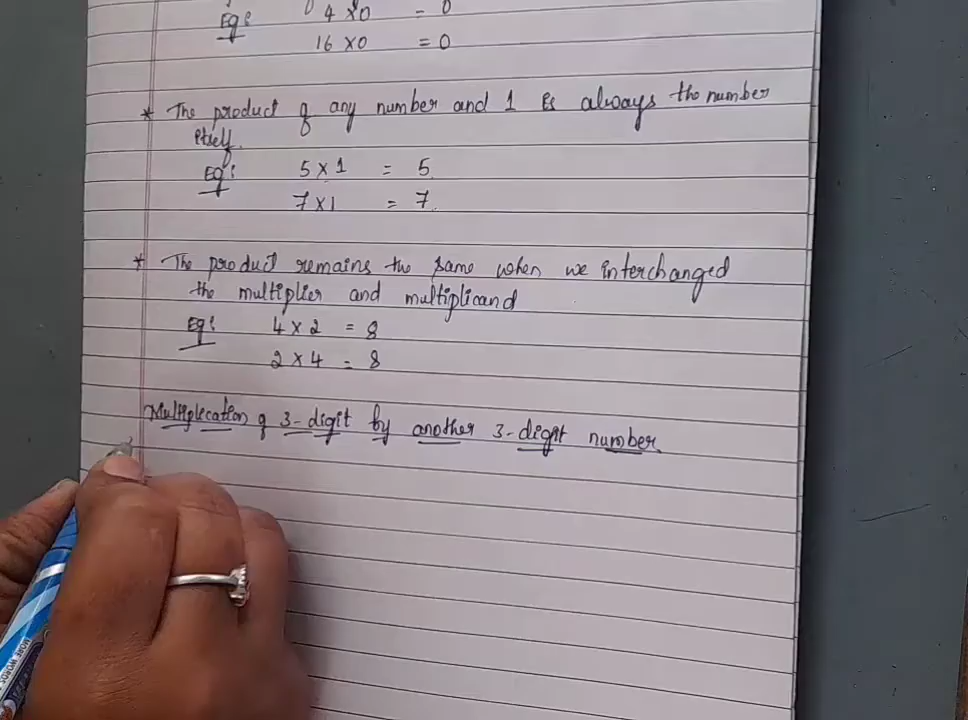 Eg: 4 x 0 = 0
16 x 0 = 0
* The product of any number and 1 is always the number
itself.
Eg: 5 x 1 = 5
7 x 1 = 7
* The product remains the same when we interchanged
the multiplier and multiplicand
Eg: 4 x 2 = 8
2 x 4 = 8
Multiplication of 3-digit by another 3-digit number.